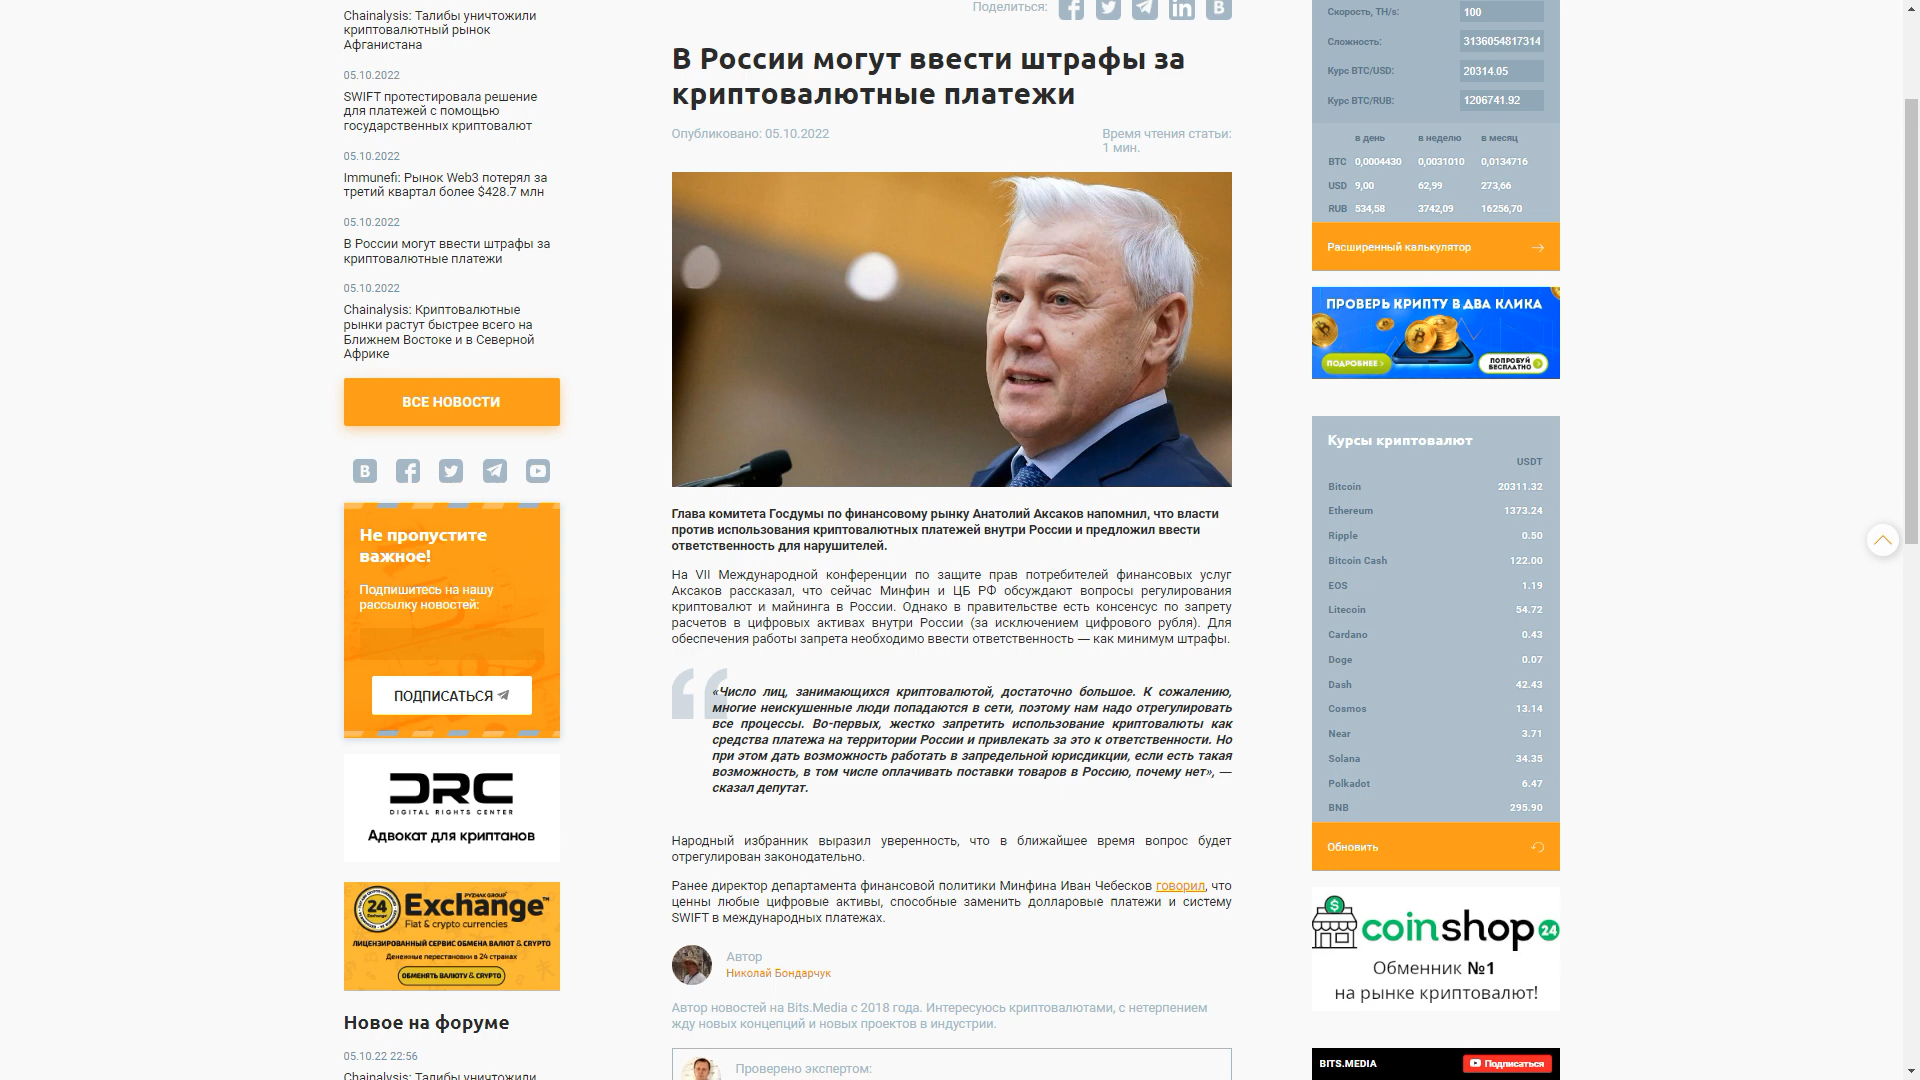 Chainalysis: Талибы уничтожили
криптовалютный рынок
Афганистана
05.10.2022
SWIFT протестировала решение
для платежей с помощью
государственных криптовалют
05.10.2022
Immunefi: Рынок Web3 потерял за
третий квартал более $428.7 млн
05.10.2022
В России могут ввести штрафы за
криптовалютные платежи
05.10.2022
Chainalysis: Криптовалютные
рынки растут быстрее всего на
Ближнем Востоке и в Северной
Африке
ВСЕ НОВОСТИ
Не пропустите
важное!
Подпишитесь на нашу
рассылку новостей:
ПОДПИСАТЬСЯ
DRC
DIGITAL RIGHTS CENTER
Адвокат для криптанов
24
Exchange
Exchange™
Fiat & crypto currencies
ЛИЦЕНЗИРОВАННЫЙ СЕРВИС ОБМЕНА ВАЛЮТ & CRYPTO
Денежные перестановки в 24 странах
ОБМЕНЯТЬ ВАЛЮТУ & CRYPTO
Новое на форуме
05.10.22 22:56
Chainalysis: Талибы уничтожили
Поделиться:
В России могут ввести штрафы за
криптовалютные платежи
Опубликовано: 05.10.2022
Время чтения статьи:
1 мин.
Глава комитета Госдумы по финансовому рынку Анатолий Аксаков напомнил, что власти
против использования криптовалютных платежей внутри России и предложил ввести
ответственность для нарушителей.
На VII Международной конференции по защите прав потребителей финансовых услуг
Аксаков рассказал, что сейчас Минфин и ЦБ РФ обсуждают вопросы регулирования
криптовалют и майнинга в России. Однако в правительстве есть консенсус по запрету
расчетов в цифровых активах внутри России (за исключением цифрового рубля). Для
обеспечения работы запрета необходимо ввести ответственность — как минимум штрафы.
«Число лиц, занимающихся криптовалютой, достаточно большое. К сожалению,
многие неискушенные люди попадаются в сети, поэтому нам надо отрегулировать
все процессы. Во-первых, жестко запретить использование криптовалюты как
средства платежа на территории России и привлекать за это к ответственности. Но
при этом дать возможность работать в запредельной юрисдикции, если есть такая
возможность, в том числе оплачивать поставки товаров в Россию, почему нет», —
сказал депутат.
Народный избранник выразил уверенность, что в ближайшее время вопрос будет
отрегулирован законодательно.
Ранее директор департамента финансовой политики Минфина Иван Чебесков говорил, что
ценны любые цифровые активы, способные заменить долларовые платежи и систему
SWIFT в международных платежах.
Автор
Николай Бондарчук
Автор новостей на Bits.Media с 2018 года. Интересуюсь криптовалютами, с нетерпением
жду новых концепций и новых проектов в индустрии.
Проверено экспертом:
Скорость, TH/s: 100
Сложность: 3136054817314
Курс BTC/USD: 20314.05
Курс BTC/RUB: 1206741.92
в день в неделю в месяц
BTC 0,0004430 0,0031010 0,0134716
USD 9,00 62,99 273,66
RUB 534,58 3742,09 16256,70
Расширенный калькулятор
ПРОВЕРЬ КРИПТУ В ДВА КЛИКА
ПОДРОБНЕЕ
ПОПРОБУЙ
БЕСПЛАТНО
Курсы криптовалют
USDT
Bitcoin 20311.32
Ethereum 1373.24
Ripple 0.50
Bitcoin Cash 122.00
EOS 1.19
Litecoin 54.72
Cardano 0.43
Doge 0.07
Dash 42.43
Cosmos 13.14
Near 3.71
Solana 34.35
Polkadot 6.47
BNB 295.90
Обновить
coinshop24
Обменник №1
на рынке криптовалют!
BITS.MEDIA
Подписаться